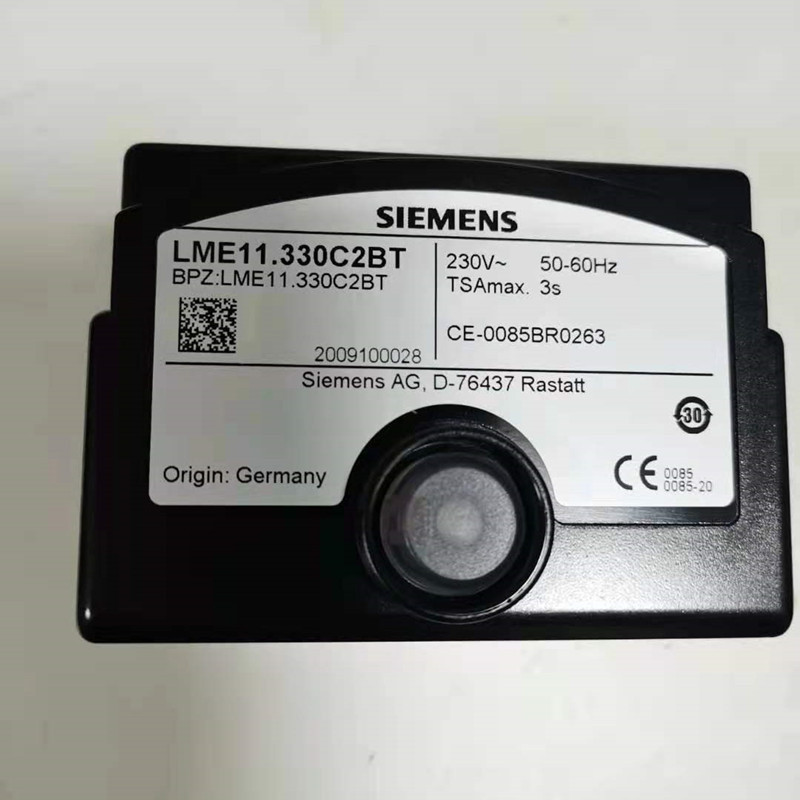 SIEMENS
LME11.330C2BT
BPZ:LME11.330C2BT
2009100028
230V~ 50-60Hz
TSAmax. 3s
CE-0085BR0263
Siemens AG, D-76437 Rastatt
30
Origin: Germany
CE 0085
0085-20